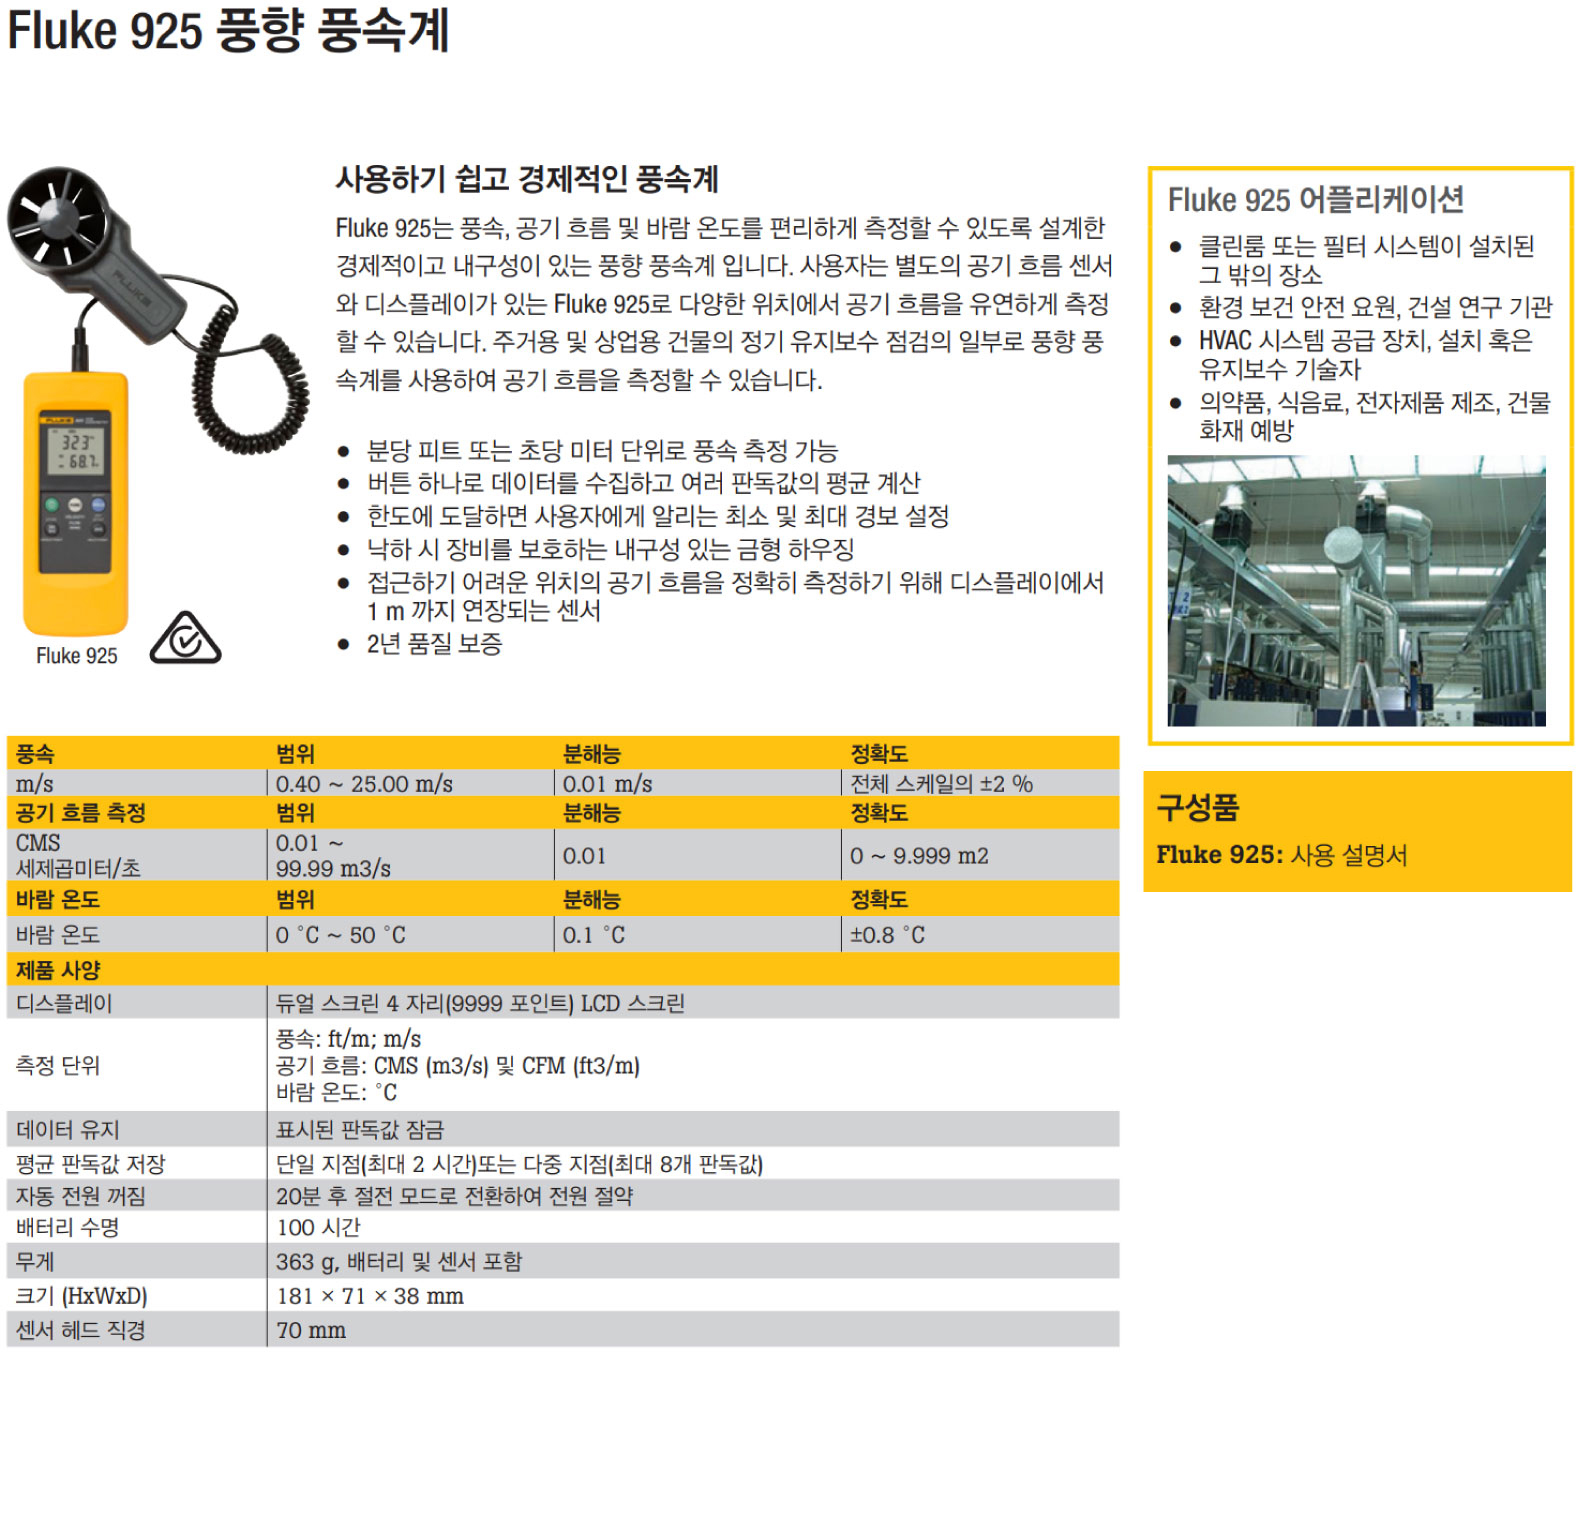 Fluke 925 풍향 풍속계
사용하기 쉽고 경제적인 풍속계
Fluke 925는 풍속, 공기 흐름 및 바람 온도를 편리하게 측정할 수 있도록 설계한
경제적이고 내구성이 있는 풍향 풍속계 입니다. 사용자는 별도의 공기 흐름 센서
와 디스플레이가 있는 Fluke 925로 다양한 위치에서 공기 흐름을 유연하게 측정
할 수 있습니다. 주거용 및 상업용 건물의 정기 유지보수 점검의 일부로 풍향 풍
속계를 사용하여 공기 흐름을 측정할 수 있습니다.
● 분당 피트 또는 초당 미터 단위로 풍속 측정 가능
● 버튼 하나로 데이터를 수집하고 여러 판독값의 평균 계산
● 한도에 도달하면 사용자에게 알리는 최소 및 최대 경보 설정
● 낙하 시 장비를 보호하는 내구성 있는 금형 하우징
● 접근하기 어려운 위치의 공기 흐름을 정확히 측정하기 위해 디스플레이에서
1 m 까지 연장되는 센서
● 2년 품질 보증
FLUKE
FLUKE
323
68.7
Fluke 925
Fluke 925 어플리케이션
● 클린룸 또는 필터 시스템이 설치된
그 밖의 장소
● 환경 보건 안전 요원, 건설 연구 기관
● HVAC 시스템 공급 장치, 설치 혹은
유지보수 기술자
● 의약품, 식음료, 전자제품 제조, 건물
화재 예방
풍속 범위 분해능 정확도
m/s 0.40 ~ 25.00 m/s 0.01 m/s 전체 스케일의 ±2 %
공기 흐름 측정 범위 분해능 정확도
CMS 0.01 ~
세제곱미터/초 99.99 m3/s 0.01 0 ~ 9.999 m2
바람 온도 범위 분해능 정확도
바람 온도 0 ˚C ~ 50 ˚C 0.1 ˚C ±0.8 ˚C
제품 사양
디스플레이 듀얼 스크린 4 자리(9999 포인트) LCD 스크린
측정 단위 풍속: ft/m; m/s
공기 흐름: CMS (m3/s) 및 CFM (ft3/m)
바람 온도: ˚C
데이터 유지 표시된 판독값 잠금
평균 판독값 저장 단일 지점(최대 2 시간)또는 다중 지점(최대 8개 판독값)
자동 전원 꺼짐 20분 후 절전 모드로 전환하여 전원 절약
배터리 수명 100 시간
무게 363 g, 배터리 및 센서 포함
크기 (HxWxD) 181 × 71 × 38 mm
센서 헤드 직경 70 mm
구성품
Fluke 925: 사용 설명서